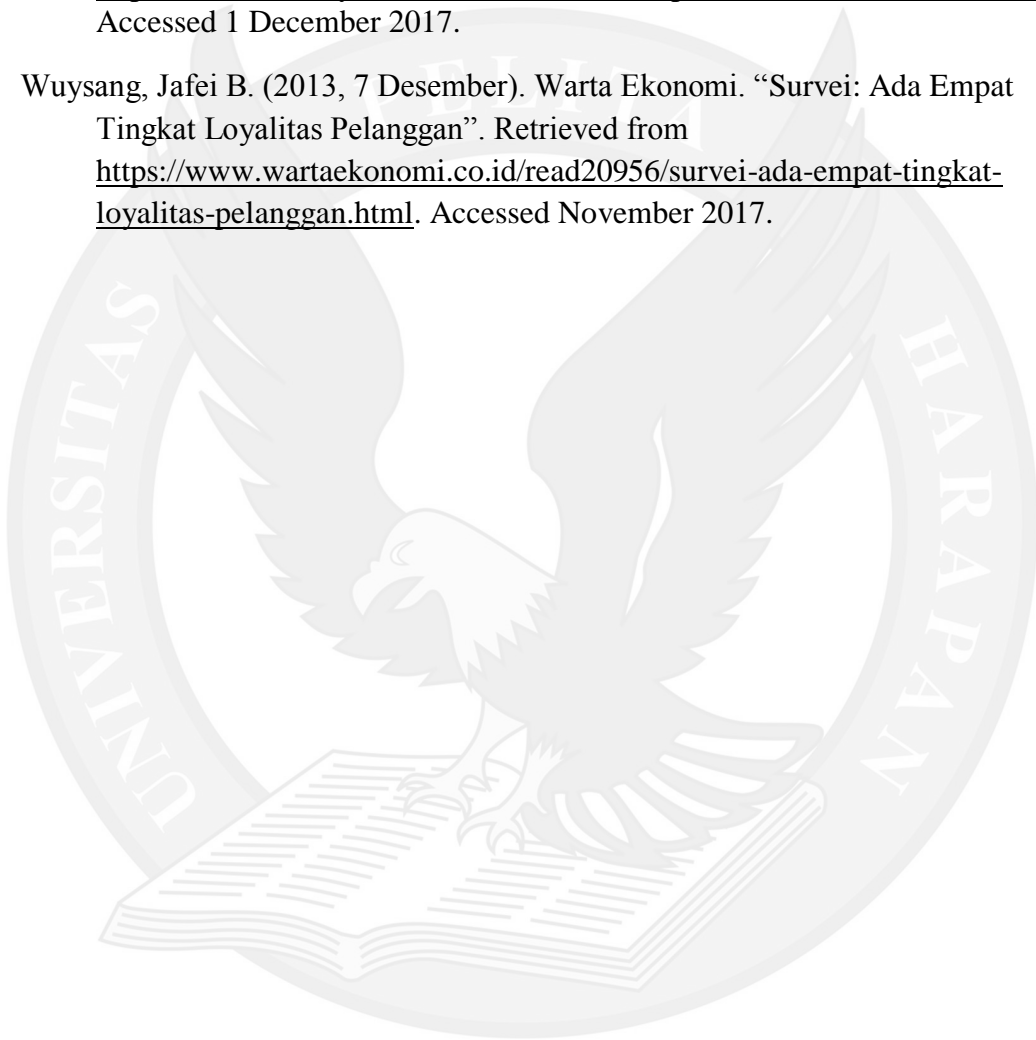 Accessed 1 December 2017.
Wuysang, Jafei B. (2013, 7 Desember). Warta Ekonomi. “Survei: Ada Empat
Tingkat Loyalitas Pelanggan”. Retrieved from
https://www.wartaekonomi.co.id/read20956/survei-ada-empat-tingkat-
loyalitas-pelanggan.html. Accessed November 2017.
UNIVERSITAS PELITA HARAPAN